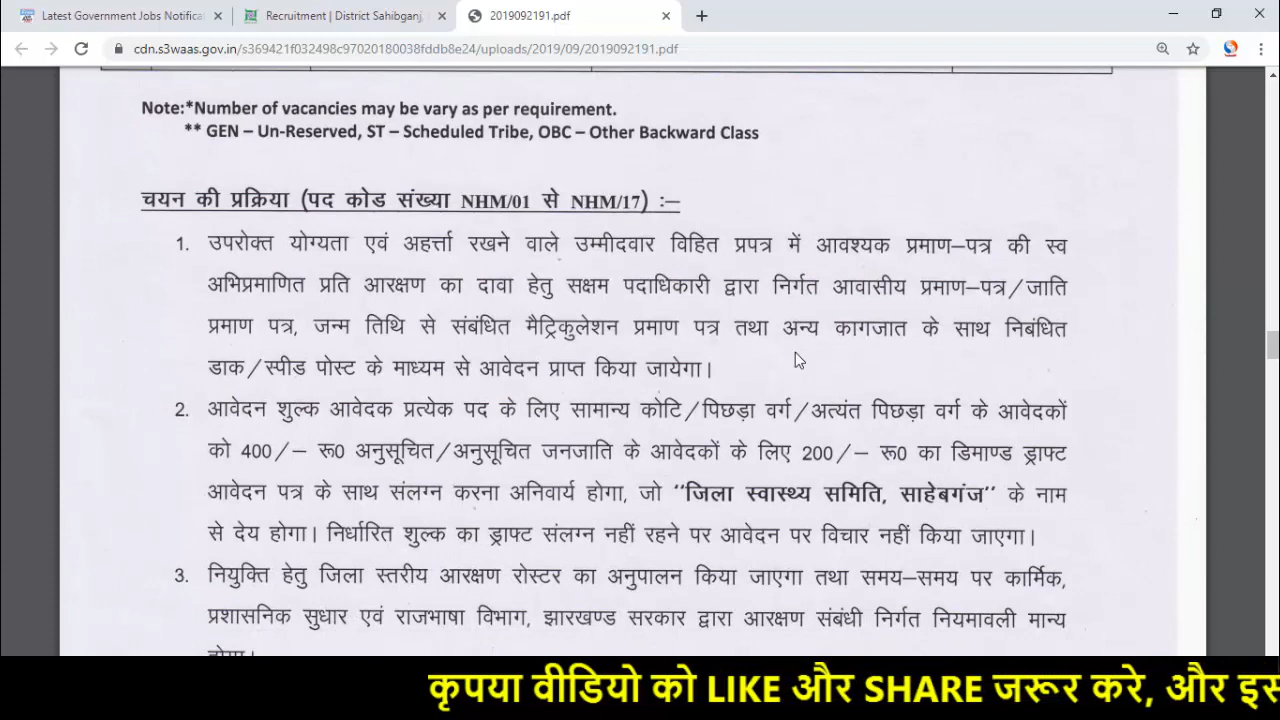 Latest Government Jobs Notificat
Recruitment | District Sahibganj,
2019092191.pdf
cdn.s3waas.gov.in/s369421f032498c97020180038fddb8e24/uploads/2019/09/2019092191.pdf
Note:*Number of vacancies may be vary as per requirement.
** GEN – Un-Reserved, ST – Scheduled Tribe, OBC – Other Backward Class
चयन की प्रक्रिया (पद कोड संख्या NHM/01 से NHM/17) :–
1. उपरोक्त योग्यता एवं अहर्त्ता रखने वाले उम्मीदवार विहित प्रपत्र में आवश्यक प्रमाण–पत्र की स्व
अभिप्रमाणित प्रति आरक्षण का दावा हेतु सक्षम पदाधिकारी द्वारा निर्गत आवासीय प्रमाण–पत्र/जाति
प्रमाण पत्र, जन्म तिथि से संबंधित मैट्रिकुलेशन प्रमाण पत्र तथा अन्य कागजात के साथ निबंधित
डाक/स्पीड पोस्ट के माध्यम से आवेदन प्राप्त किया जायेगा।
2. आवेदन शुल्क आवेदक प्रत्येक पद के लिए सामान्य कोटि/पिछड़ा वर्ग/अत्यंत पिछड़ा वर्ग के आवेदकों
को 400/– रू0 अनुसूचित/अनुसूचित जनजाति के आवेदकों के लिए 200/– रू0 का डिमाण्ड ड्राफ्ट
आवेदन पत्र के साथ संलग्न करना अनिवार्य होगा, जो "जिला स्वास्थ्य समिति, साहेबगंज" के नाम
से देय होगा। निर्धारित शुल्क का ड्राफ्ट संलग्न नहीं रहने पर आवेदन पर विचार नहीं किया जाएगा।
3. नियुक्ति हेतु जिला स्तरीय आरक्षण रोस्टर का अनुपालन किया जाएगा तथा समय–समय पर कार्मिक,
प्रशासनिक सुधार एवं राजभाषा विभाग, झारखण्ड सरकार द्वारा आरक्षण संबंधी निर्गत नियमावली मान्य
होगा।
कृपया वीडियो को LIKE और SHARE जरूर करे, और इस